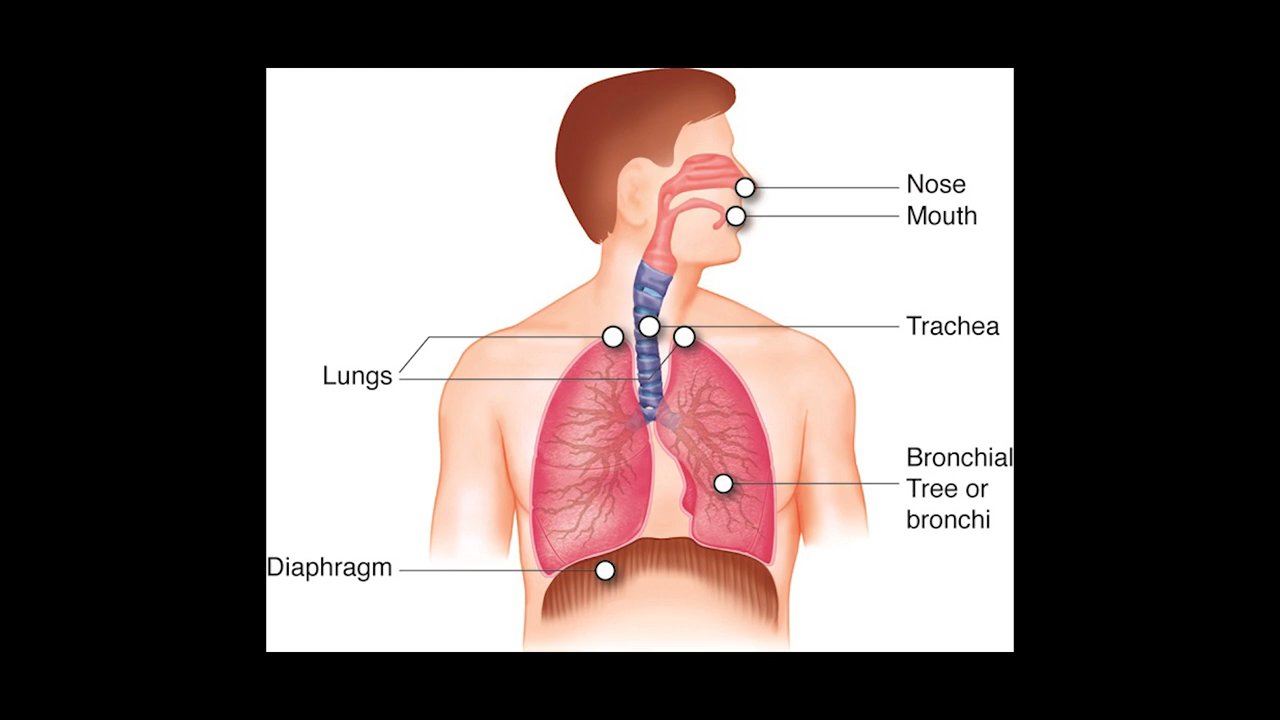 Nose
Mouth
Trachea
Lungs
Bronchial
Tree or
bronchi
Diaphragm